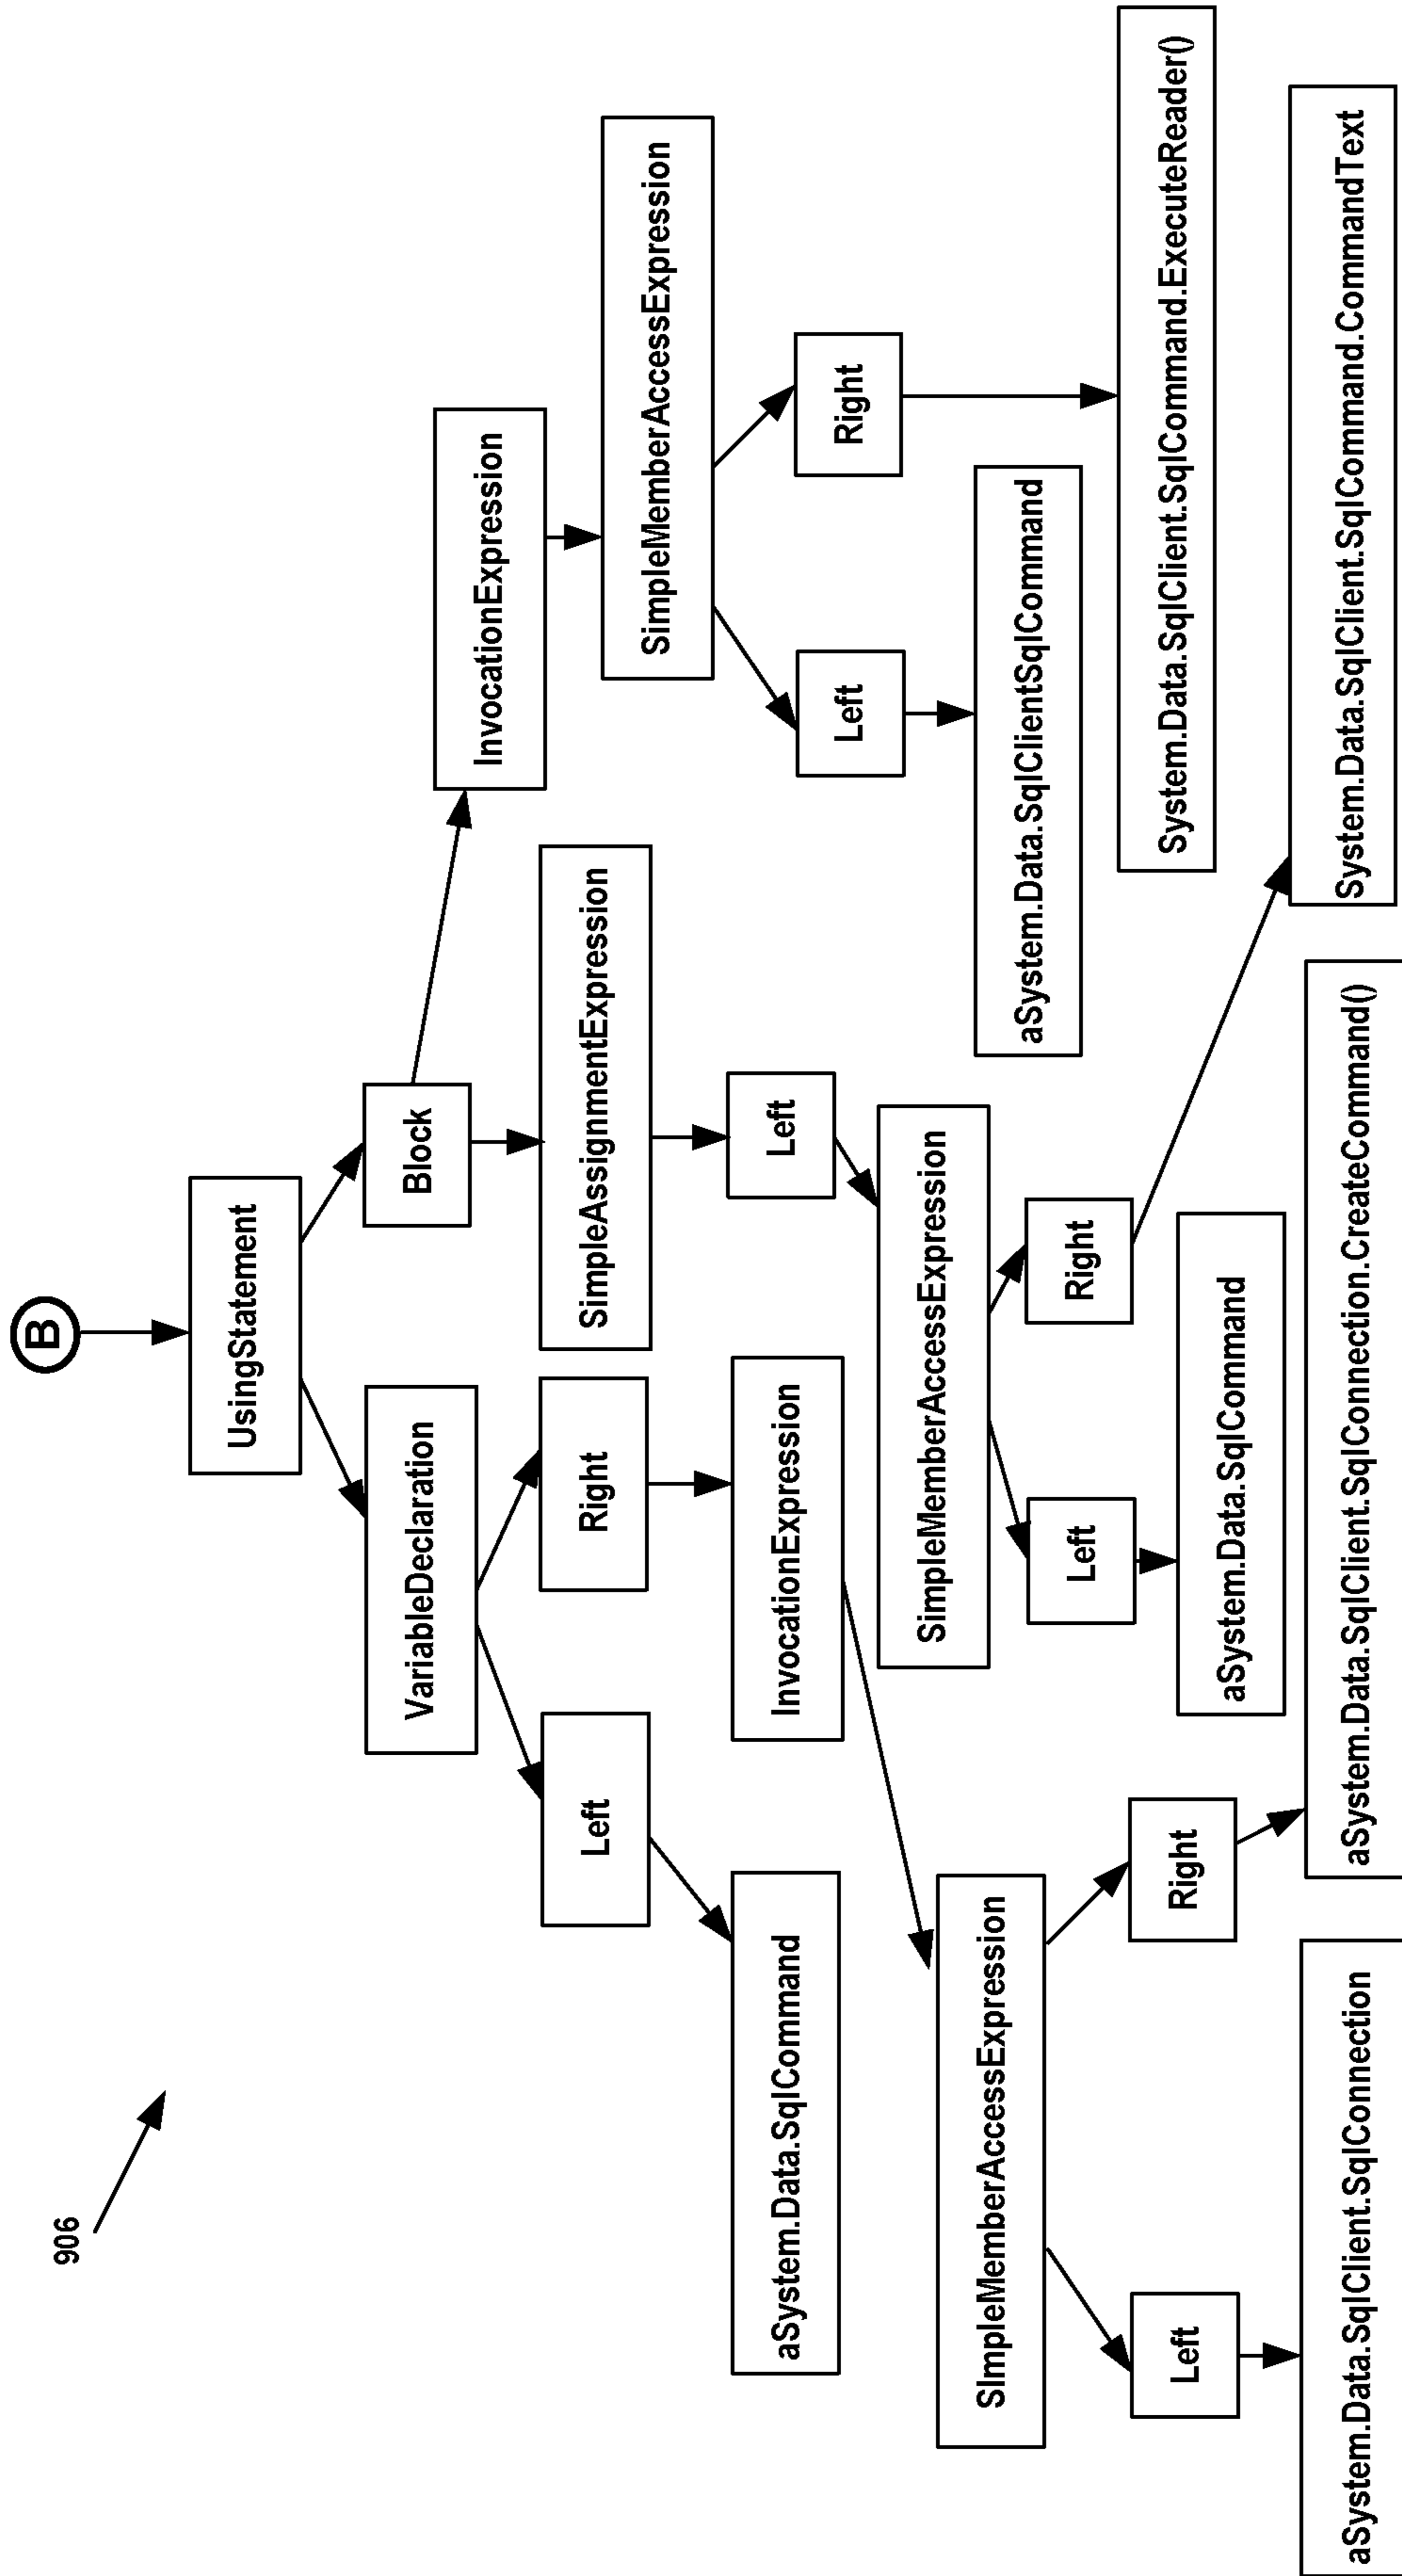 906
B
UsingStatement
VariableDeclaration
Block
Left
Right
SimpleAssignmentExpression
InvocationExpression
aSystem.Data.SqlCommand
InvocationExpression
Left
SimpleMemberAccessExpression
SImpleMemberAccessExpression
SimpleMemberAccessExpression
Left
Right
Left
Right
Left
Right
aSystem.Data.SqlClientSqlCommand
aSystem.Data.SqlCommand
System.Data.SqlClient.SqlCommand.ExecuteReader()
aSystem.Data.SqlClient.SqlConnection
aSystem.Data.SqlClient.SqlConnection.CreateCommand()
System.Data.SqlClient.SqlCommand.CommandText